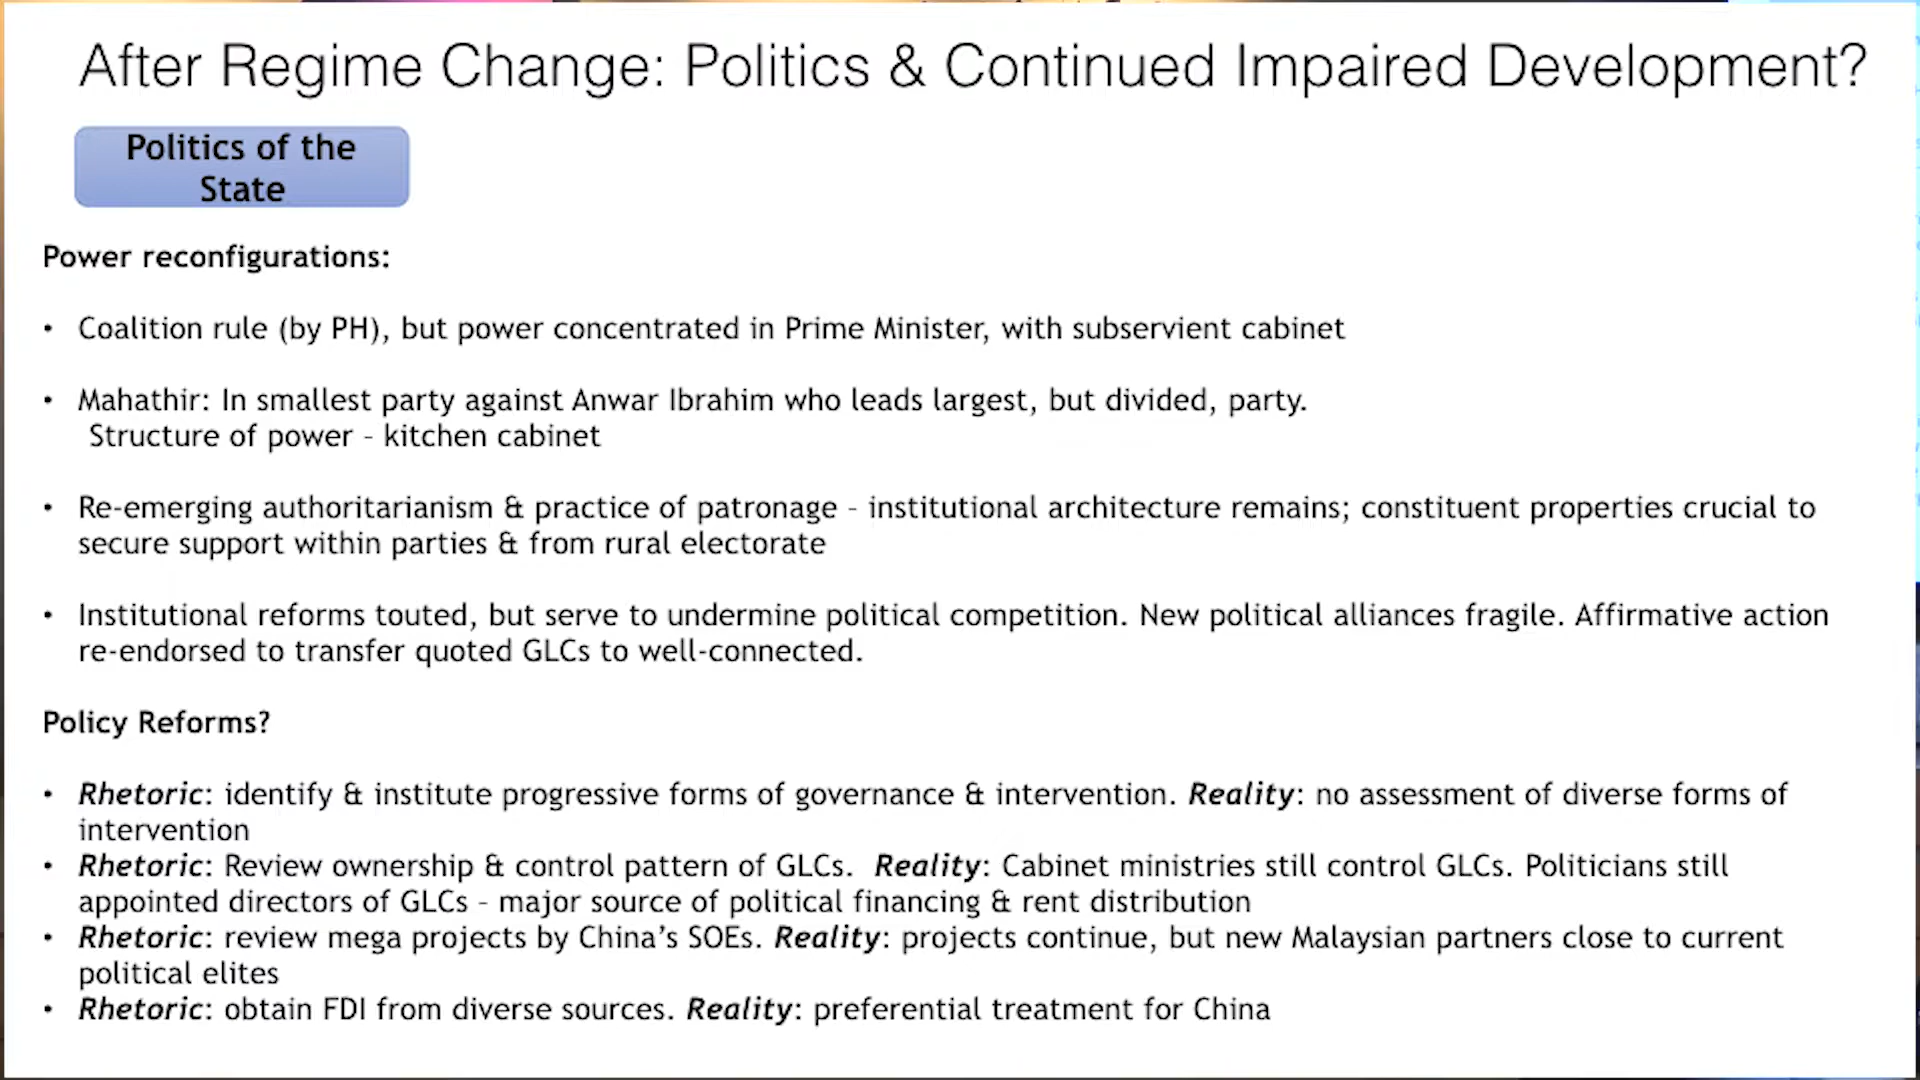 After Regime Change: Politics & Continued Impaired Development?
Politics of the
State
Power reconfigurations:
• Coalition rule (by PH), but power concentrated in Prime Minister, with subservient cabinet
• Mahathir: In smallest party against Anwar Ibrahim who leads largest, but divided, party.
Structure of power - kitchen cabinet
• Re-emerging authoritarianism & practice of patronage - institutional architecture remains; constituent properties crucial to
secure support within parties & from rural electorate
• Institutional reforms touted, but serve to undermine political competition. New political alliances fragile. Affirmative action
re-endorsed to transfer quoted GLCs to well-connected.
Policy Reforms?
• Rhetoric: identify & institute progressive forms of governance & intervention. Reality: no assessment of diverse forms of
intervention
• Rhetoric: Review ownership & control pattern of GLCs.  Reality: Cabinet ministries still control GLCs. Politicians still
appointed directors of GLCs - major source of political financing & rent distribution
• Rhetoric: review mega projects by China’s SOEs. Reality: projects continue, but new Malaysian partners close to current
political elites
• Rhetoric: obtain FDI from diverse sources. Reality: preferential treatment for China